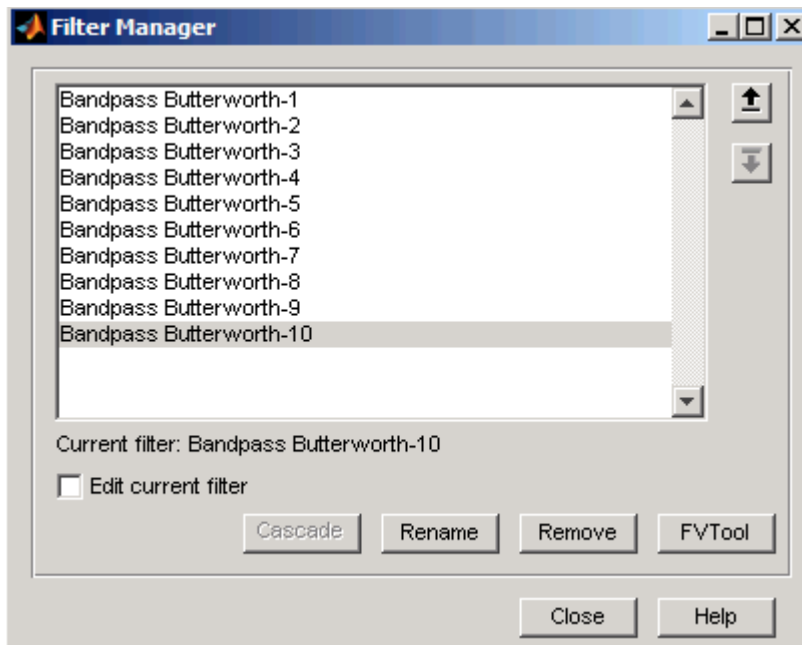 Filter Manager
Bandpass Butterworth-1
Bandpass Butterworth-2
Bandpass Butterworth-3
Bandpass Butterworth-4
Bandpass Butterworth-5
Bandpass Butterworth-6
Bandpass Butterworth-7
Bandpass Butterworth-8
Bandpass Butterworth-9
Bandpass Butterworth-10
Current filter: Bandpass Butterworth-10
Edit current filter
Cascade Rename Remove FVTool
Close Help